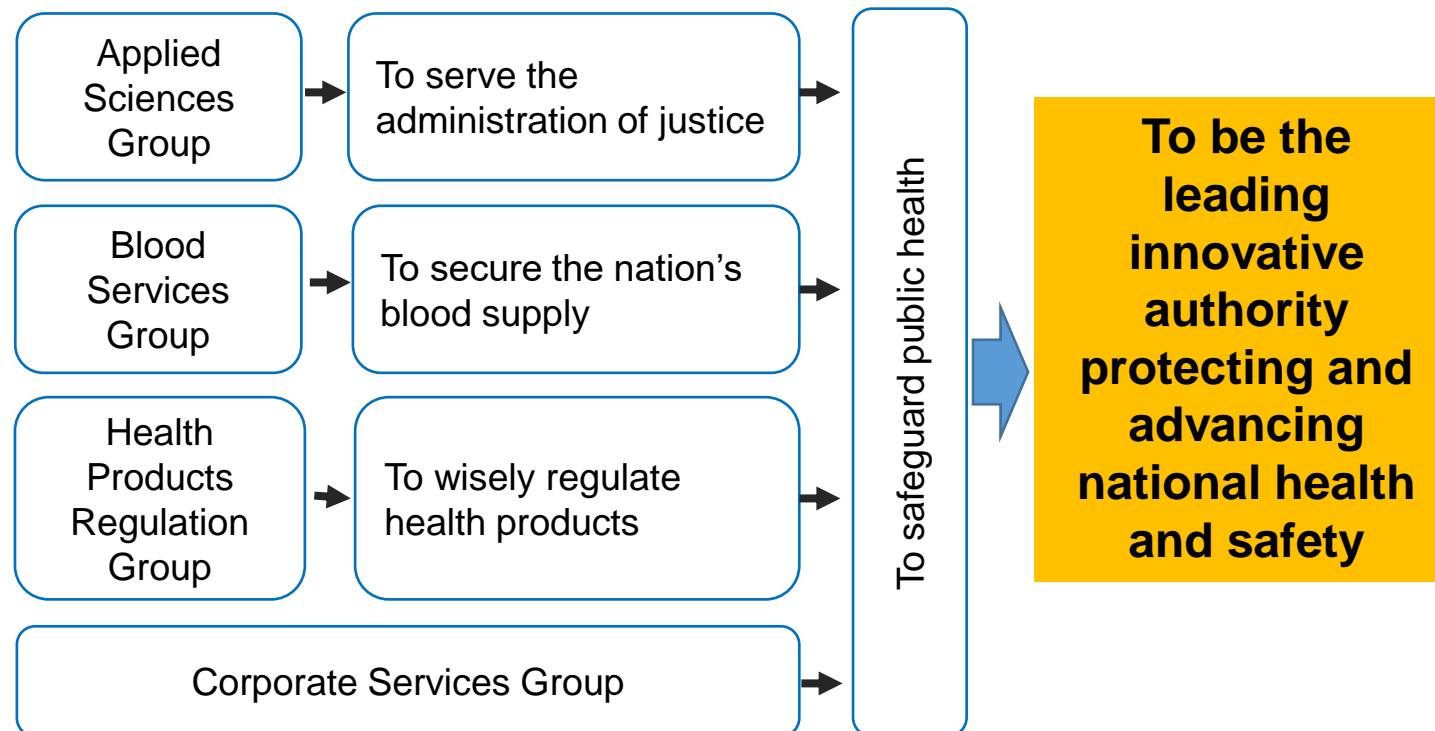 Applied
Sciences
Group
To serve the
administration of justice
Blood
Services
Group
To secure the nation’s
blood supply
Health
Products
Regulation
Group
To wisely regulate
health products
Corporate Services Group
To safeguard public health
To be the
leading
innovative
authority
protecting and
advancing
national health
and safety